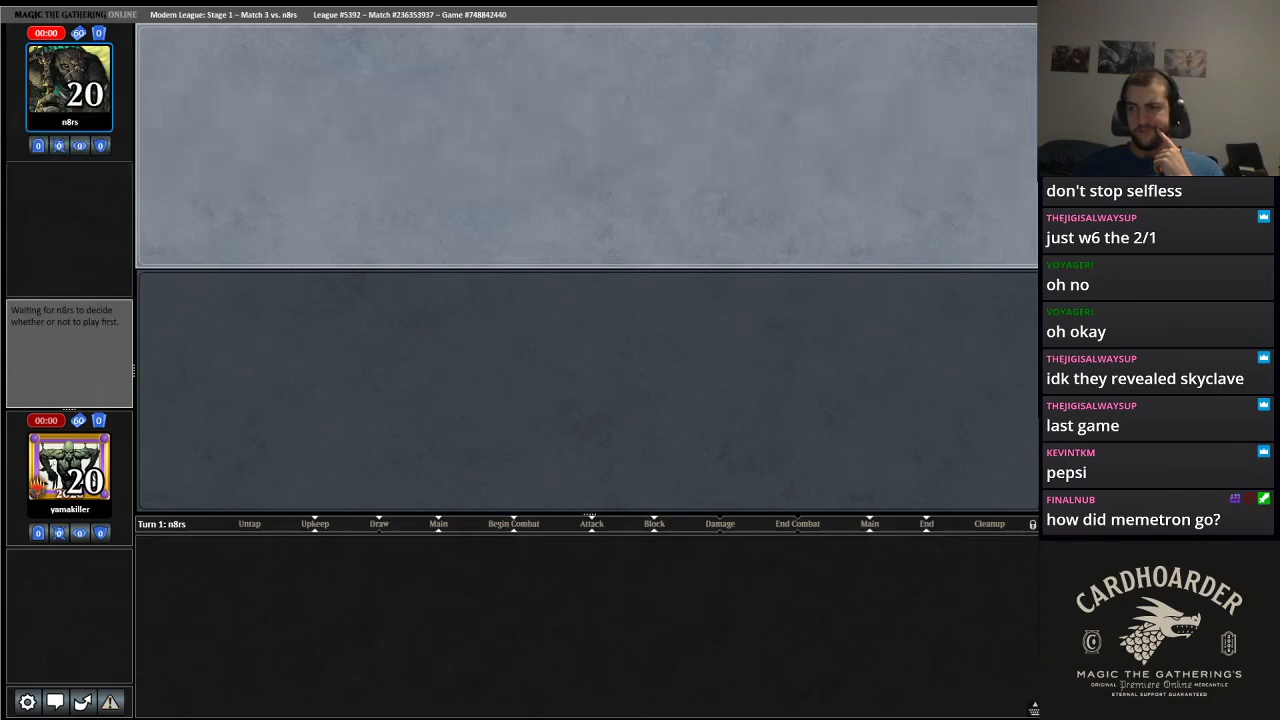 MAGIC THE GATHERING ONLINE
Modern League: Stage 1 – Match 3 vs. n8rs
League #5392 – Match #236353937 – Game #748842440
00:00
60
0
20
n8rs
0
0
0
0
Waiting for n8rs to decide
whether or not to play first.
00:00
60
0
20
yamakiller
0
0
0
0
Turn 1: n8rs
Untap
Upkeep
Draw
Main
Begin Combat
Attack
Block
Damage
End Combat
Main
End
Cleanup
don't stop selfless
THEJIGISALWAYSUP
just w6 the 2/1
VOYAGERI
oh no
VOYAGERI
oh okay
THEJIGISALWAYSUP
idk they revealed skyclave
THEJIGISALWAYSUP
last game
KEVINTKM
pepsi
FINALNUB
how did memetron go?
CARDHOARDER
MAGIC THE GATHERING'S
ORIGINAL Premiere Online MERCANTILE
ETERNAL SUPPORT GUARANTEED